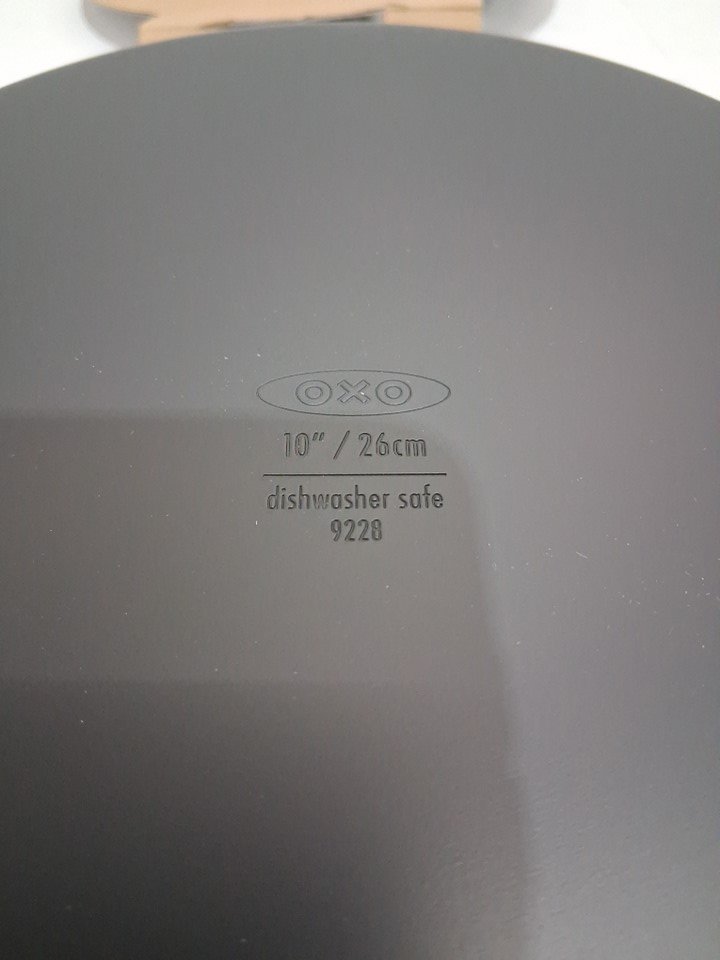 OXO
10” / 26cm
dishwasher safe
9228